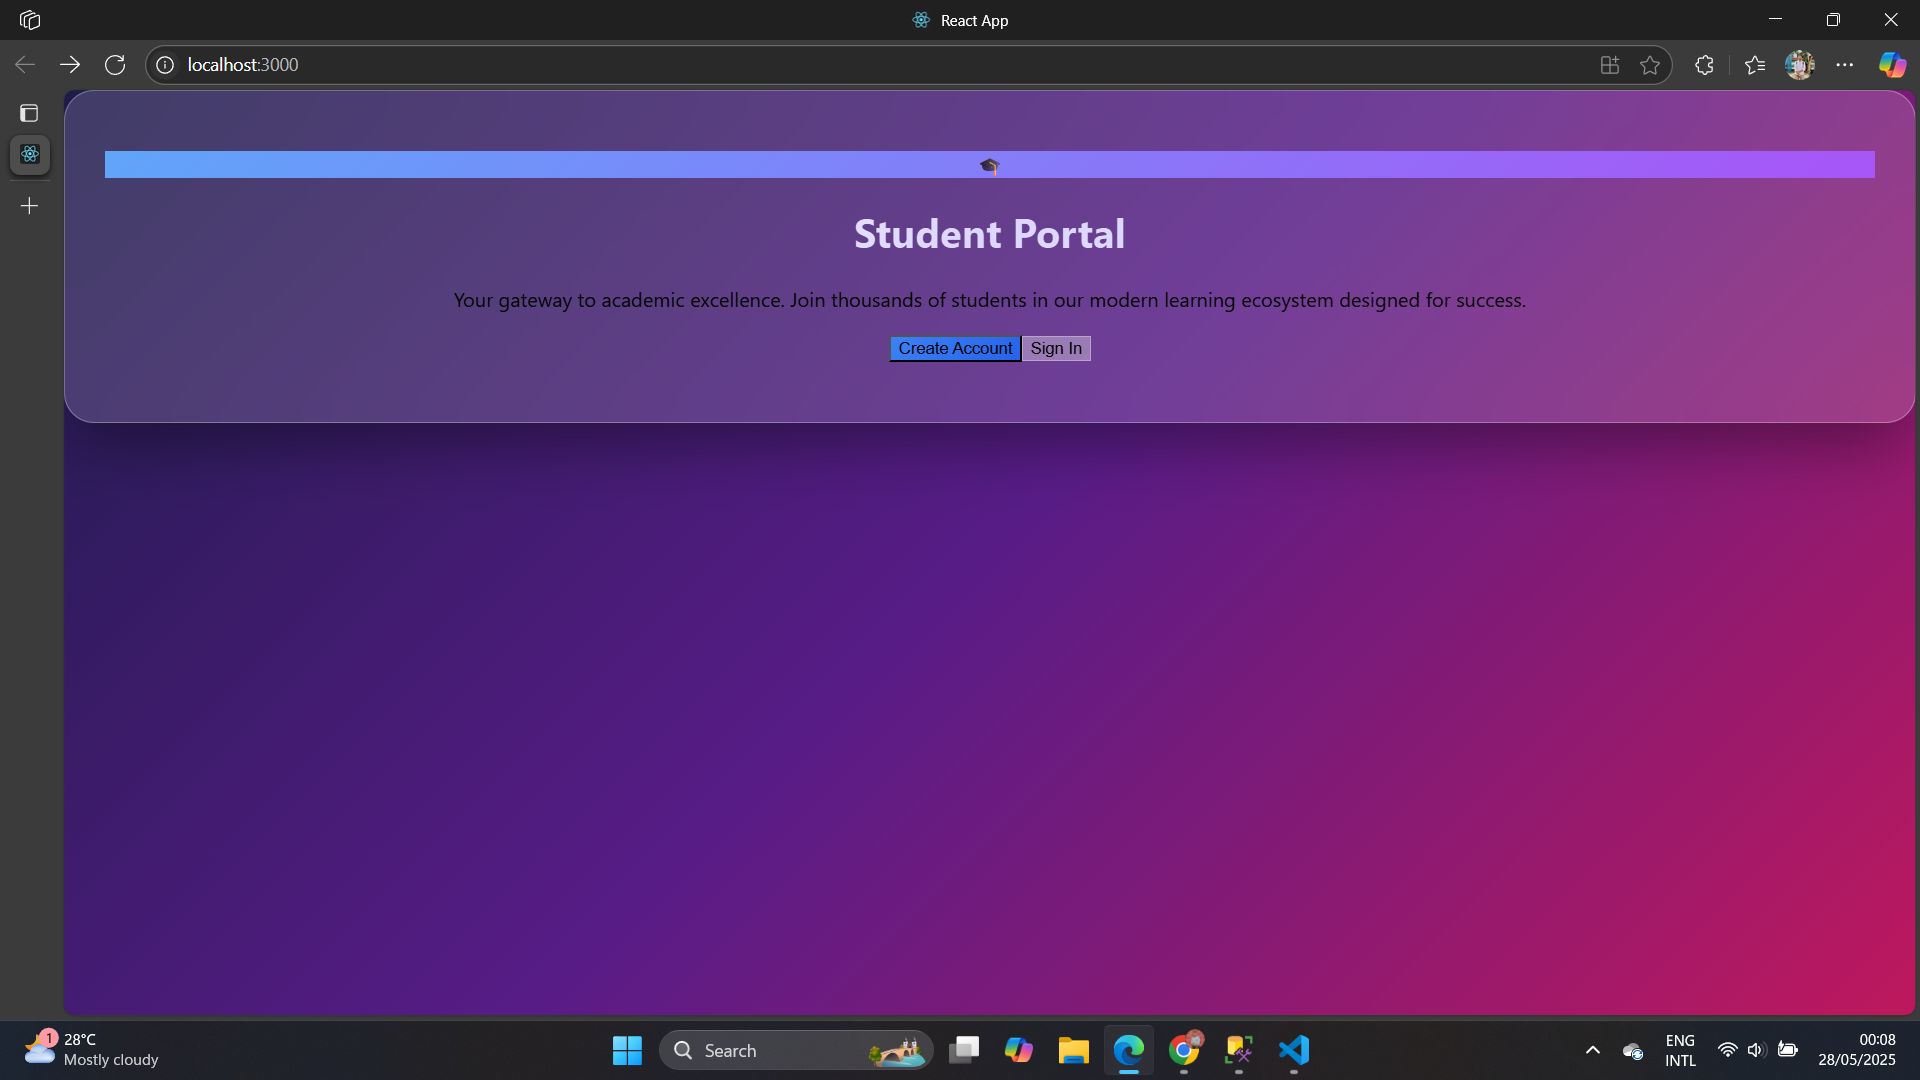 React App
localhost:3000
Student Portal
Your gateway to academic excellence. Join thousands of students in our modern learning ecosystem designed for success.
Create Account
Sign In
1
28°C
Mostly cloudy
Search
ENG
INTL
00:08
28/05/2025